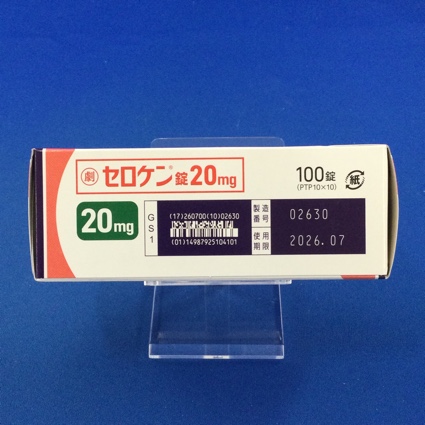 劇 セロケン®錠20mg
100錠
(PTP10×10)
紙
20mg
GS1
(17)260700(10)02630
(01)14987925104101
製造番号 02630
使用期限 2026.07